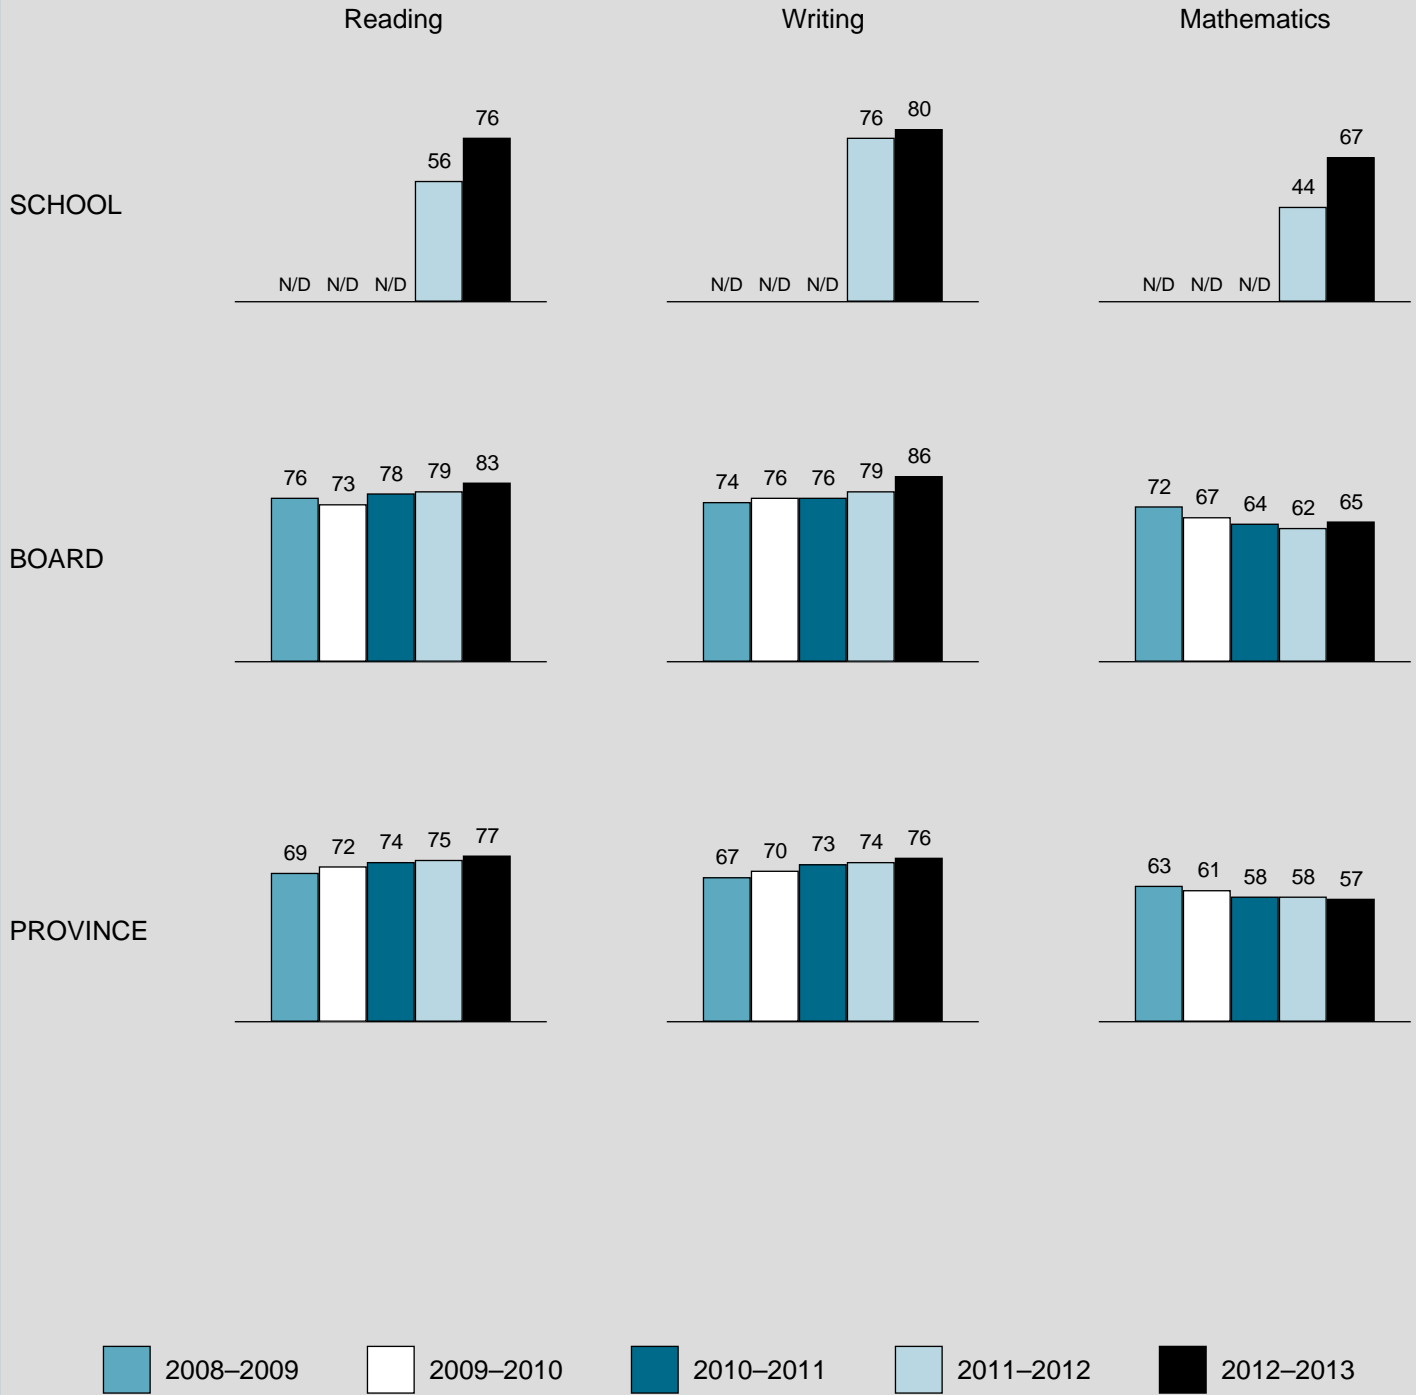 Reading Writing Mathematics
76 76 80 67
56 44
SCHOOL
N/D N/D N/D N/D N/D N/D N/D N/D N/D
76 73 78 79 83 74 76 76 79 86 72 67 64 62 65
BOARD
69 72 74 75 77 67 70 73 74 76 63 61 58 58 57
PROVINCE
2008–2009 2009–2010 2010–2011 2011–2012 2012–2013